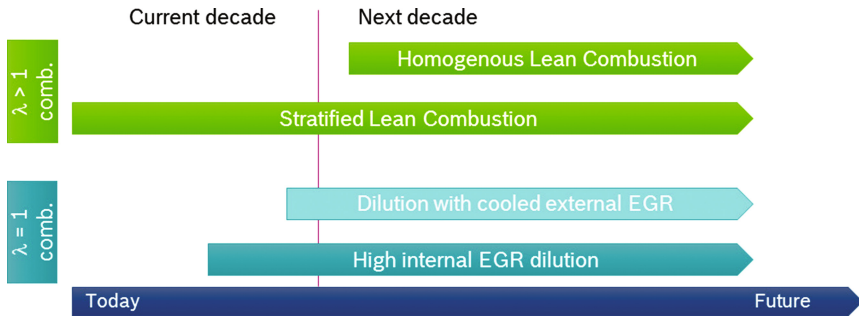 Current decade
Next decade
λ > 1
comb.
Homogenous Lean Combustion
Stratified Lean Combustion
λ = 1
comb.
Dilution with cooled external EGR
High internal EGR dilution
Today
Future